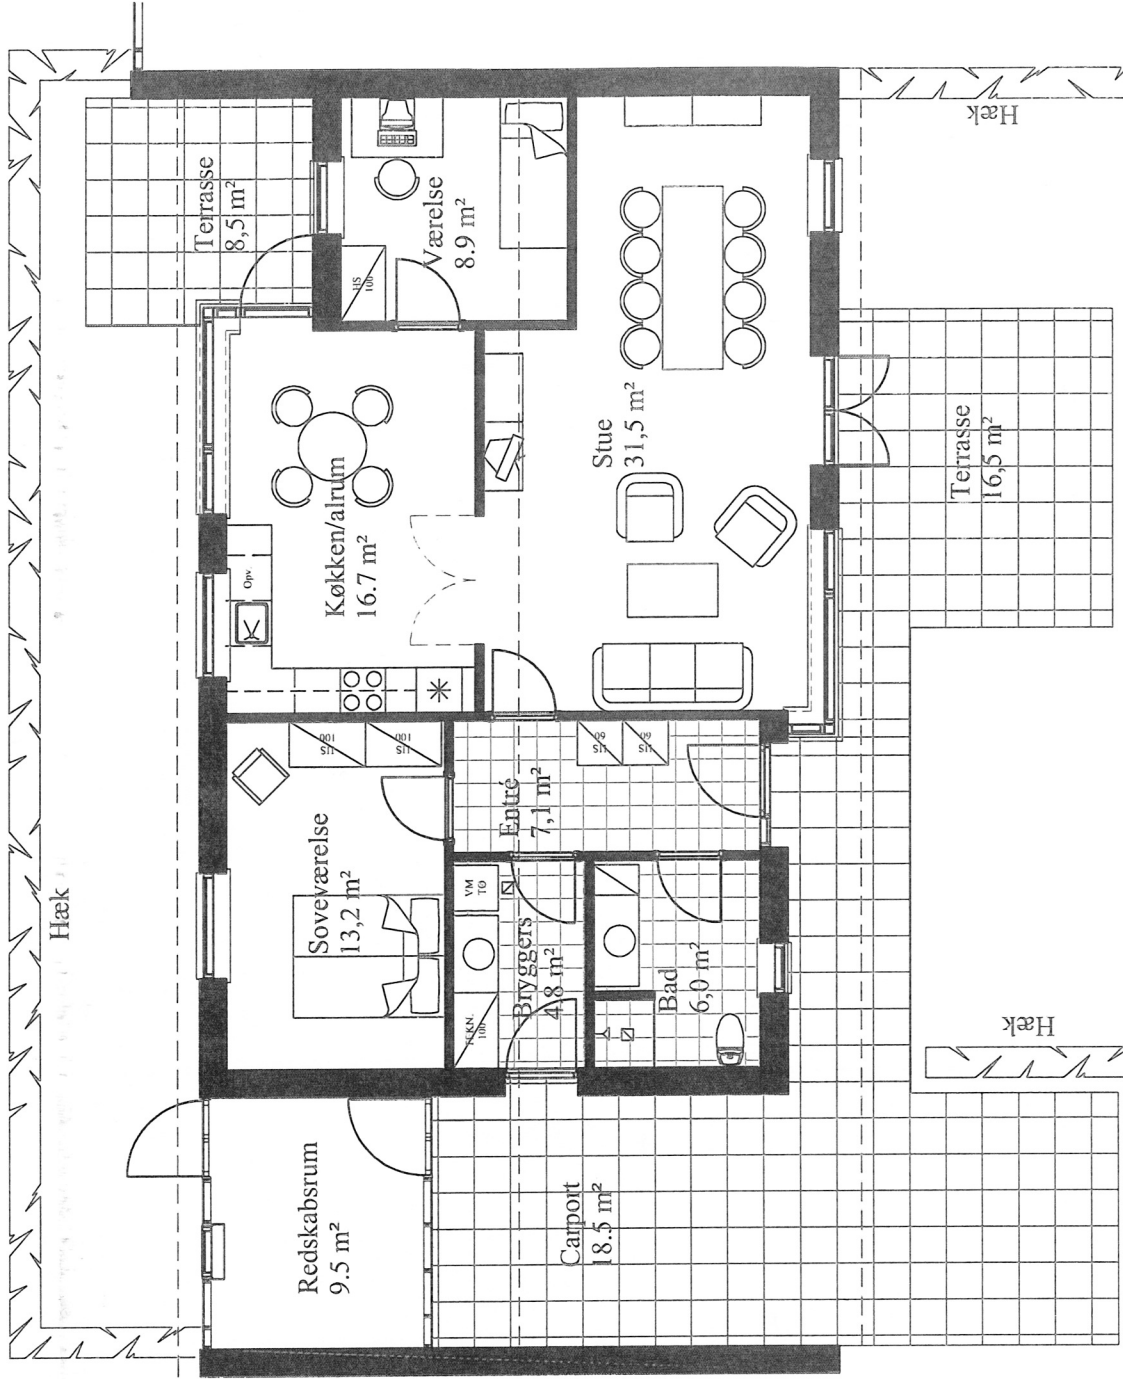 Terrasse
8,5 m²
Værelse
8.9 m²
HS
100
Hæk
Køkken/alrum
16.7 m²
Opv.
Stue
31,5 m²
Terrasse
16,5 m²
Hæk
Soveværelse
13,2 m²
HS
100
HS
100
Entré
7,1 m²
HS
60
HS
60
VM
TØ
Bryggers
4.8 m²
TEKN.
100
Bad
6,0 m²
Hæk
Redskabsrum
9.5 m²
Carport
18.5 m²